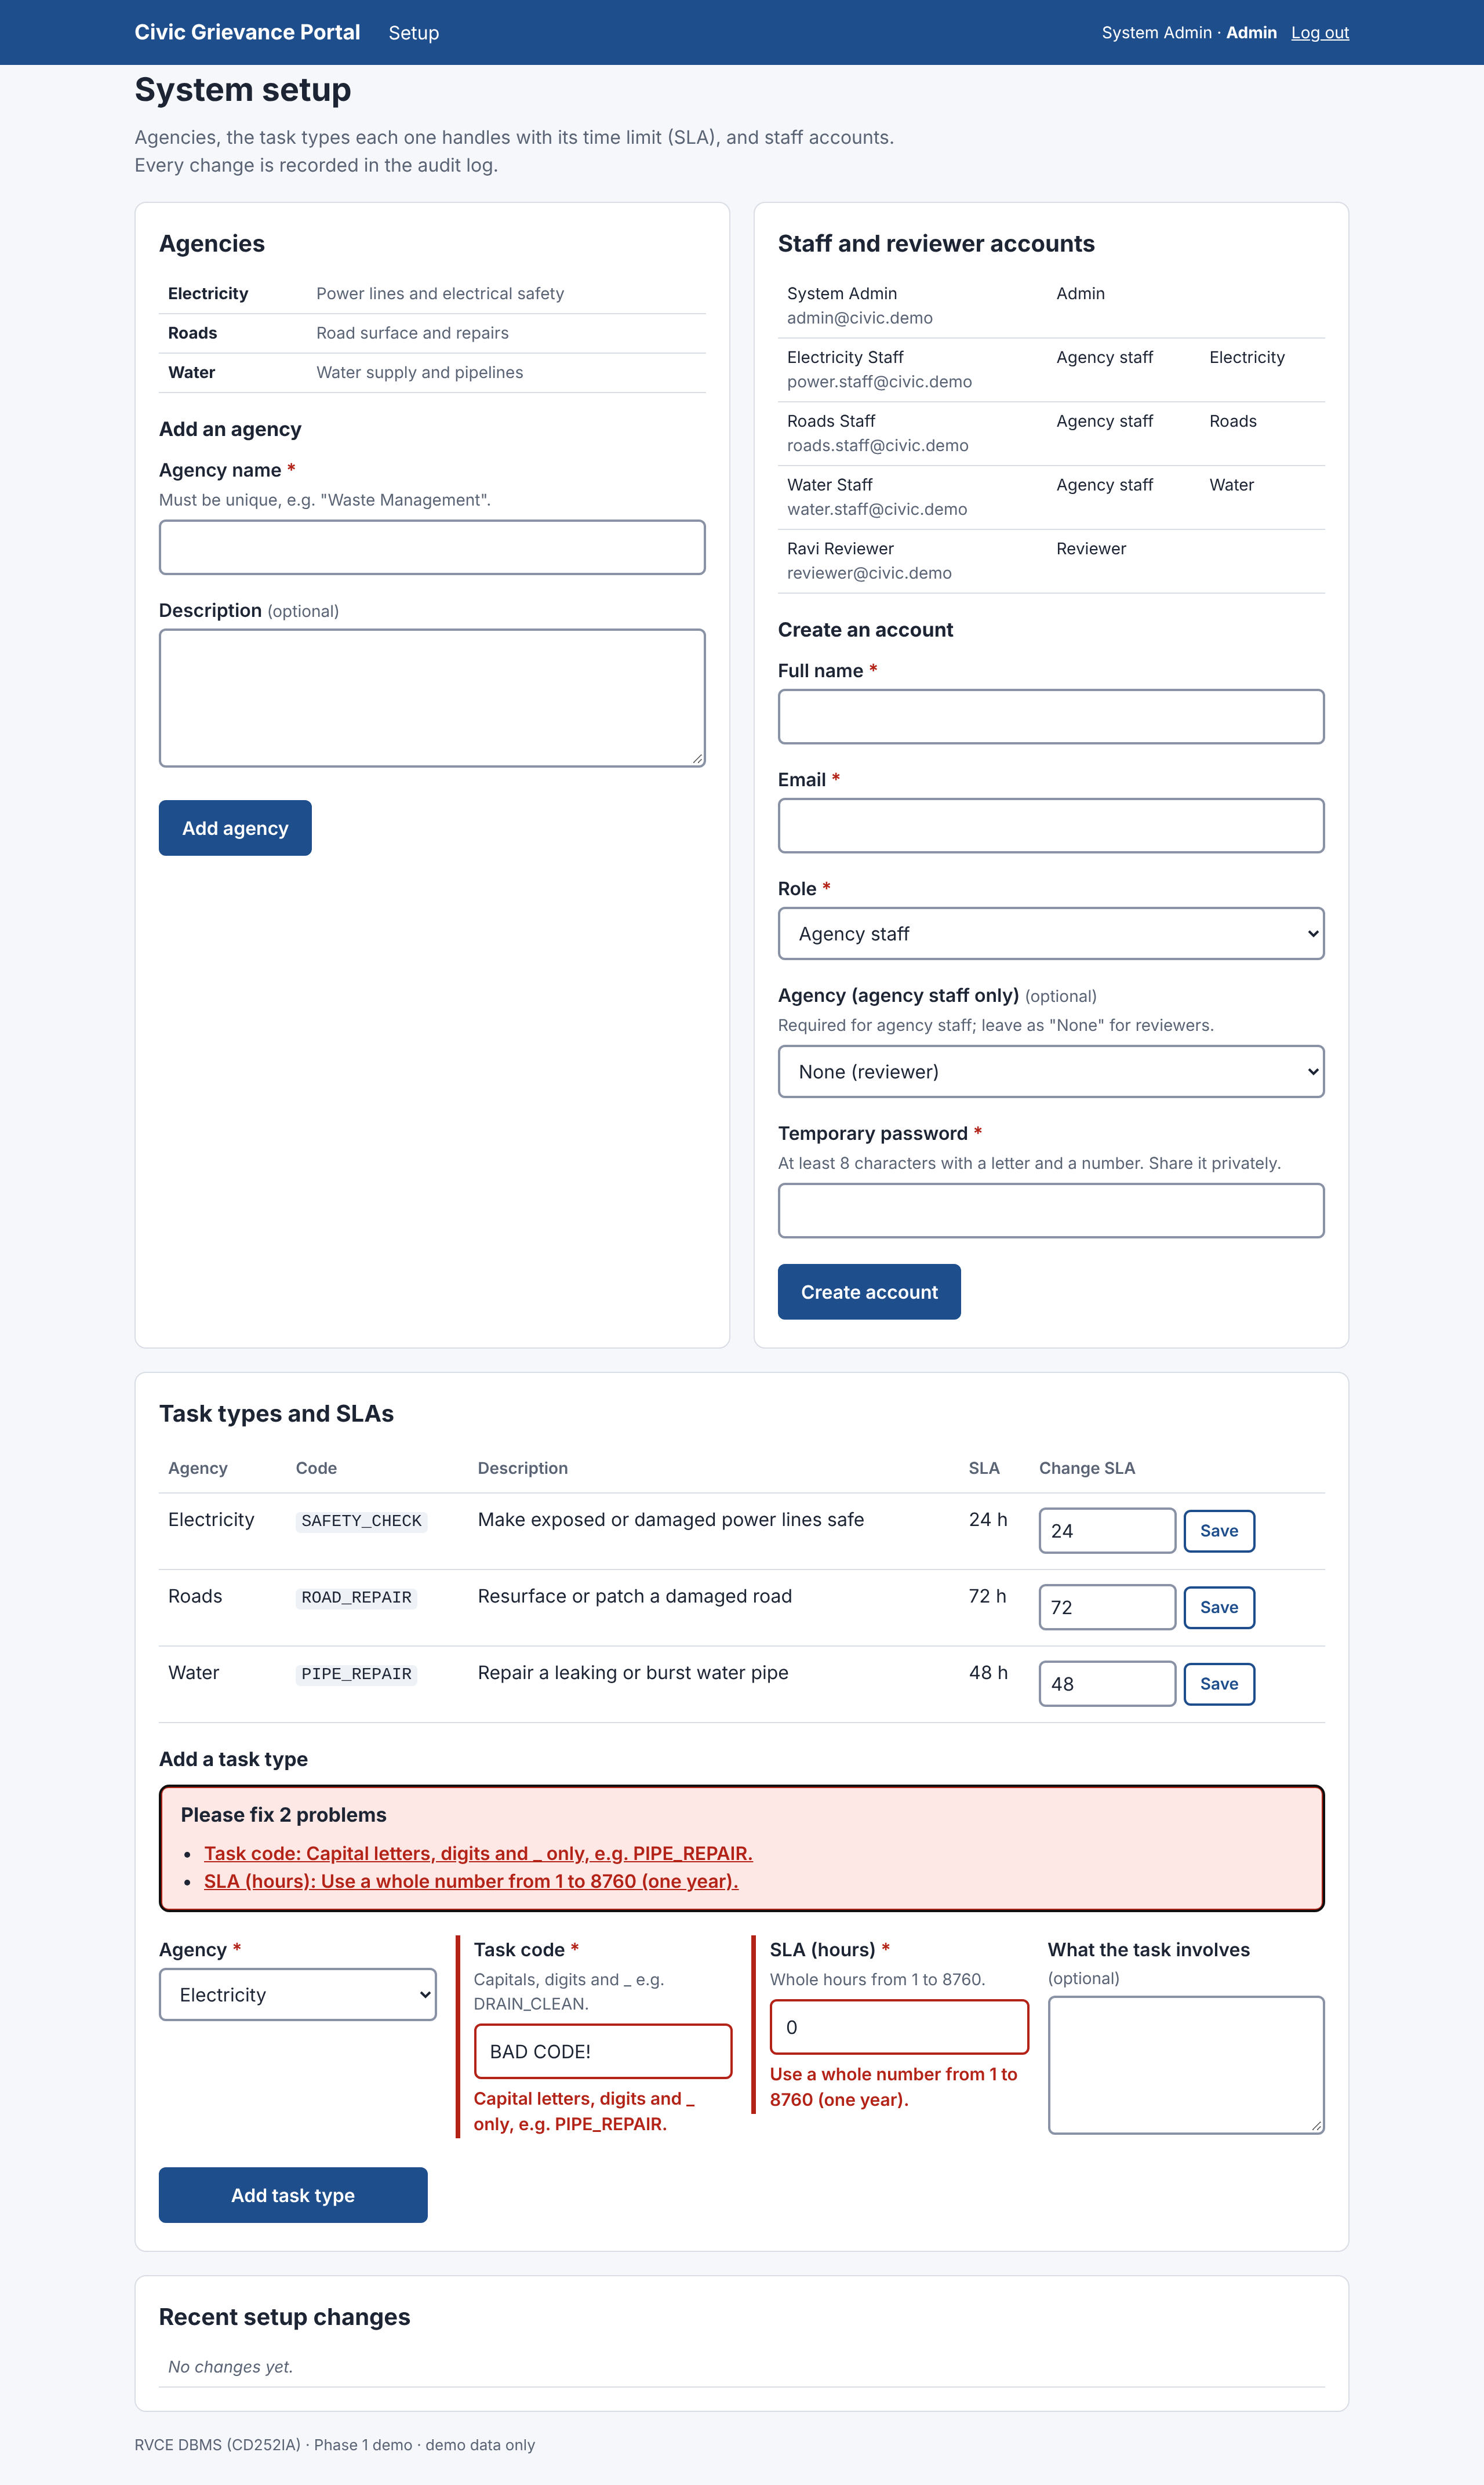 Civic Grievance Portal Setup System Admin · Admin Log out
System setup
Agencies, the task types each one handles with its time limit (SLA), and staff accounts.
Every change is recorded in the audit log.
Agencies
Electricity Power lines and electrical safety
Roads Road surface and repairs
Water Water supply and pipelines
Add an agency
Agency name *
Must be unique, e.g. "Waste Management".
Description (optional)
Add agency
Staff and reviewer accounts
System Admin Admin
admin@civic.demo
Electricity Staff Agency staff Electricity
power.staff@civic.demo
Roads Staff Agency staff Roads
roads.staff@civic.demo
Water Staff Agency staff Water
water.staff@civic.demo
Ravi Reviewer Reviewer
reviewer@civic.demo
Create an account
Full name *
Email *
Role *
Agency staff
Agency (agency staff only) (optional)
Required for agency staff; leave as "None" for reviewers.
None (reviewer)
Temporary password *
At least 8 characters with a letter and a number. Share it privately.
Create account
Task types and SLAs
Agency Code Description SLA Change SLA
Electricity SAFETY_CHECK Make exposed or damaged power lines safe 24 h 24 Save
Roads ROAD_REPAIR Resurface or patch a damaged road 72 h 72 Save
Water PIPE_REPAIR Repair a leaking or burst water pipe 48 h 48 Save
Add a task type
Please fix 2 problems
• Task code: Capital letters, digits and _ only, e.g. PIPE_REPAIR.
• SLA (hours): Use a whole number from 1 to 8760 (one year).
Agency *
Electricity
Task code *
Capitals, digits and _ e.g.
DRAIN_CLEAN.
BAD CODE!
Capital letters, digits and _
only, e.g. PIPE_REPAIR.
SLA (hours) *
Whole hours from 1 to 8760.
0
Use a whole number from 1 to
8760 (one year).
What the task involves
(optional)
Add task type
Recent setup changes
No changes yet.
RVCE DBMS (CD252IA) · Phase 1 demo · demo data only